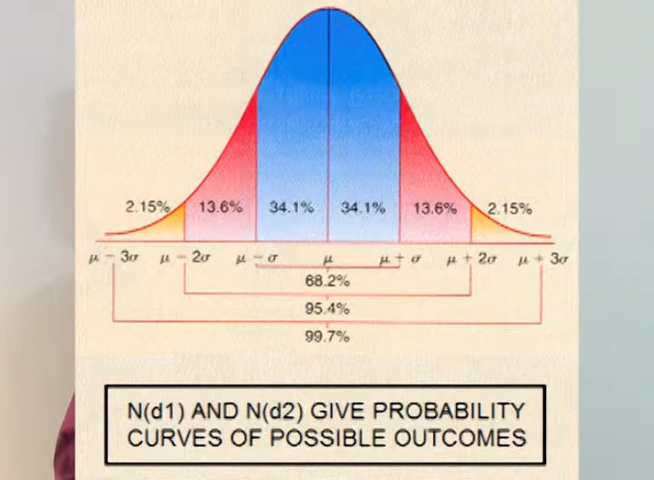 2.15% 13.6% 34.1% 34.1% 13.6% 2.15%
μ − 3σ μ − 2σ μ − σ μ μ + σ μ + 2σ μ + 3σ
68.2%
95.4%
99.7%
N(d1) AND N(d2) GIVE PROBABILITY
CURVES OF POSSIBLE OUTCOMES